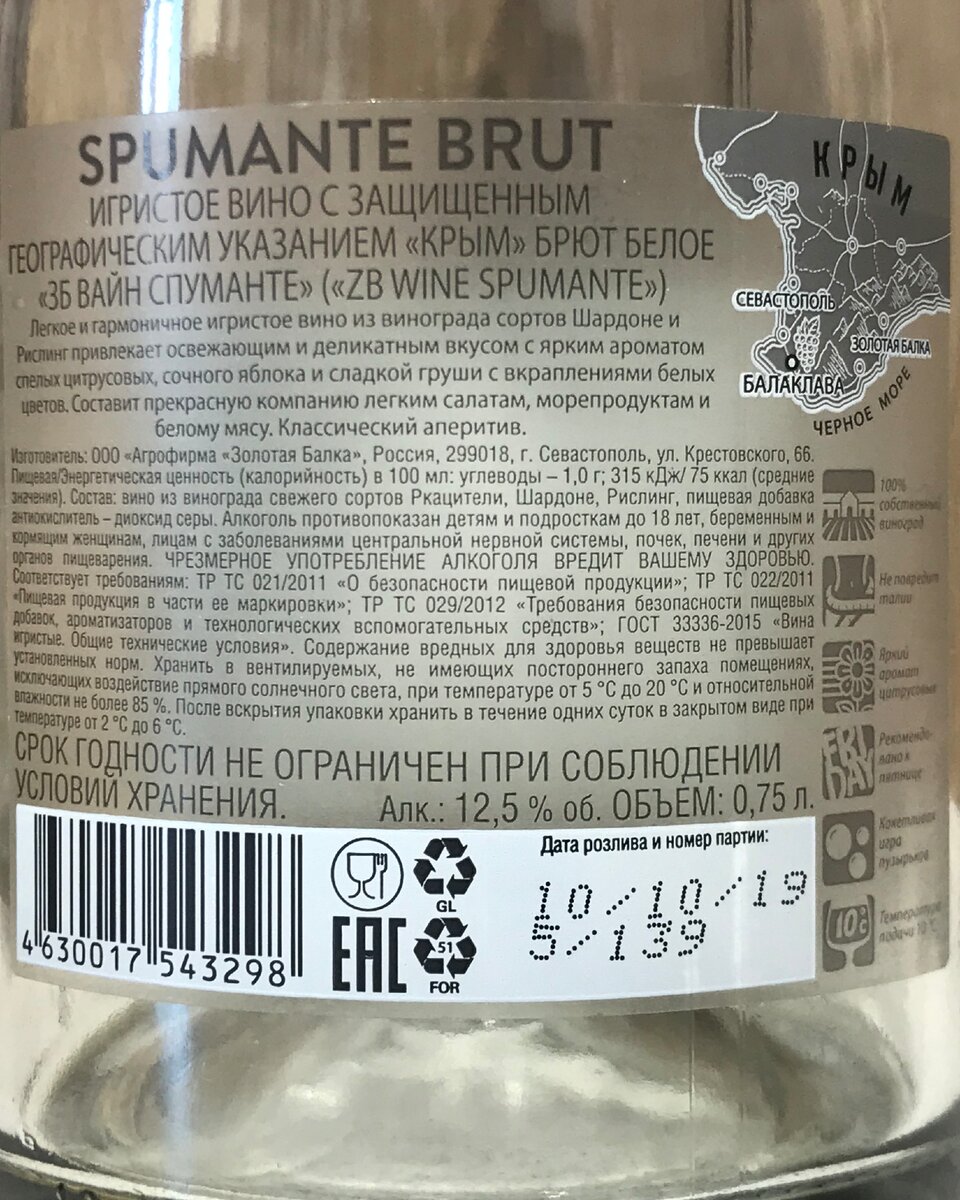 SPUMANTE BRUT
ИГРИСТОЕ ВИНО С ЗАЩИЩЕННЫМ
ГЕОГРАФИЧЕСКИМ УКАЗАНИЕМ «КРЫМ» БРЮТ БЕЛОЕ
«ЗБ ВАЙН СПУМАНТЕ» («ZB WINE SPUMANTE»)
Легкое и гармоничное игристое вино из винограда сортов Шардоне и
Рислинг привлекает освежающим и деликатным вкусом с ярким ароматом
спелых цитрусовых, сочного яблока и сладкой груши с вкраплениями белых
цветов. Составит прекрасную компанию легким салатам, морепродуктам и
белому мясу. Классический аперитив.
КРЫМ
СЕВАСТОПОЛЬ
ЗОЛОТАЯ БАЛКА
БАЛАКЛАВА
ЧЕРНОЕ МОРЕ
Изготовитель: ООО «Агрофирма «Золотая Балка», Россия, 299018, г. Севастополь, ул. Крестовского, 66.
Пищевая/Энергетическая ценность (калорийность) в 100 мл: углеводы – 1,0 г; 315 кДж/ 75 ккал (средние
значения). Состав: вино из винограда свежего сортов Ркацители, Шардоне, Рислинг, пищевая добавка
антиокислитель – диоксид серы. Алкоголь противопоказан детям и подросткам до 18 лет, беременным и
кормящим женщинам, лицам с заболеваниями центральной нервной системы, почек, печени и других
органов пищеварения. ЧРЕЗМЕРНОЕ УПОТРЕБЛЕНИЕ АЛКОГОЛЯ ВРЕДИТ ВАШЕМУ ЗДОРОВЬЮ.
Соответствует требованиям: ТР ТС 021/2011 «О безопасности пищевой продукции»; ТР ТС 022/2011
«Пищевая продукция в части ее маркировки»; ТР ТС 029/2012 «Требования безопасности пищевых
добавок, ароматизаторов и технологических вспомогательных средств»; ГОСТ 33336-2015 «Вина
игристые. Общие технические условия». Содержание вредных для здоровья веществ не превышает
установленных норм. Хранить в вентилируемых, не имеющих постороннего запаха помещениях,
исключающих воздействие прямого солнечного света, при температуре от 5 °С до 20 °С и относительной
влажности не более 85 %. После вскрытия упаковки хранить в течение одних суток в закрытом виде при
температуре от 2 °С до 6 °С.
СРОК ГОДНОСТИ НЕ ОГРАНИЧЕН ПРИ СОБЛЮДЕНИИ
УСЛОВИЙ ХРАНЕНИЯ. Алк.: 12,5 % об. ОБЪЕМ: 0,75 л.
100%
собственный
виноград
Не повредит
талии
Яркий
аромат
цитрусовых
FRI
DAY
Рекомендо-
вано к
пятнице
Кокетливая
игра
пузырьков
10°C
Температура
подачи 10°C
4 630017 543298
GL
EAC
51
FOR
Дата розлива и номер партии:
10/10/19
5/139